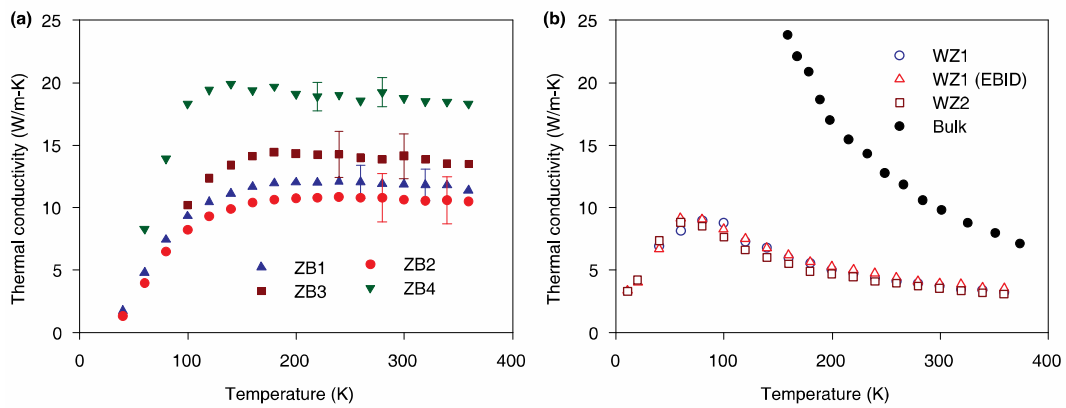 (a)
25
20
15
10
5
0
0
100
200
300
400
Thermal conductivity (W/m-K)
Temperature (K)
ZB1
ZB2
ZB3
ZB4
(b)
25
20
15
10
5
0
0
100
200
300
400
Thermal conductivity (W/m-K)
Temperature (K)
WZ1
WZ1 (EBID)
WZ2
Bulk